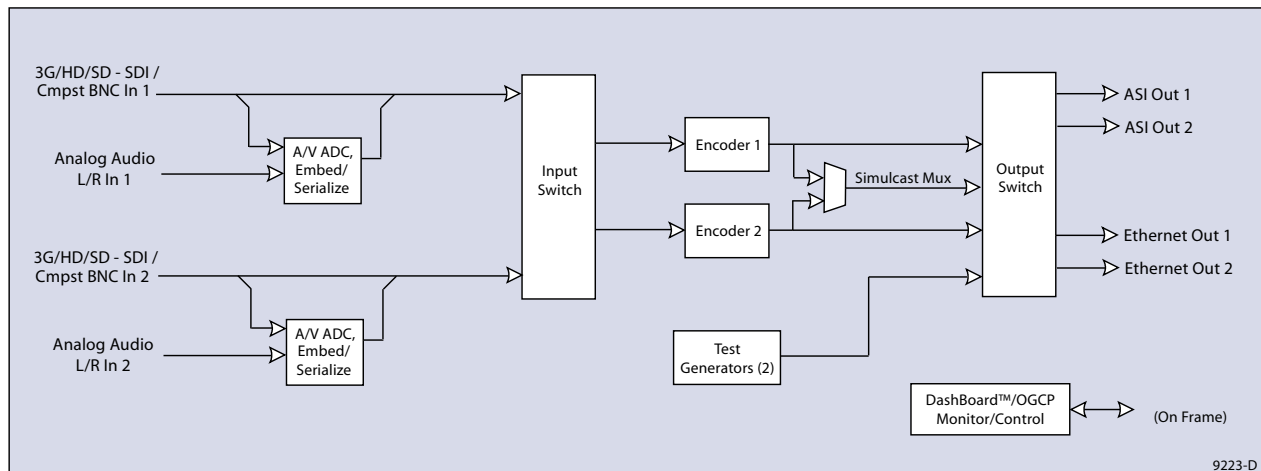 3G/HD/SD - SDI /
Cmpst BNC In 1
Analog Audio
L/R In 1
A/V ADC,
Embed/
Serialize
3G/HD/SD - SDI /
Cmpst BNC In 2
Analog Audio
L/R In 2
A/V ADC,
Embed/
Serialize
Input
Switch
Encoder 1
Encoder 2
Simulcast Mux
Test
Generators (2)
Output
Switch
ASI Out 1
ASI Out 2
Ethernet Out 1
Ethernet Out 2
DashBoard™/OGCP
Monitor/Control
(On Frame)
9223-D